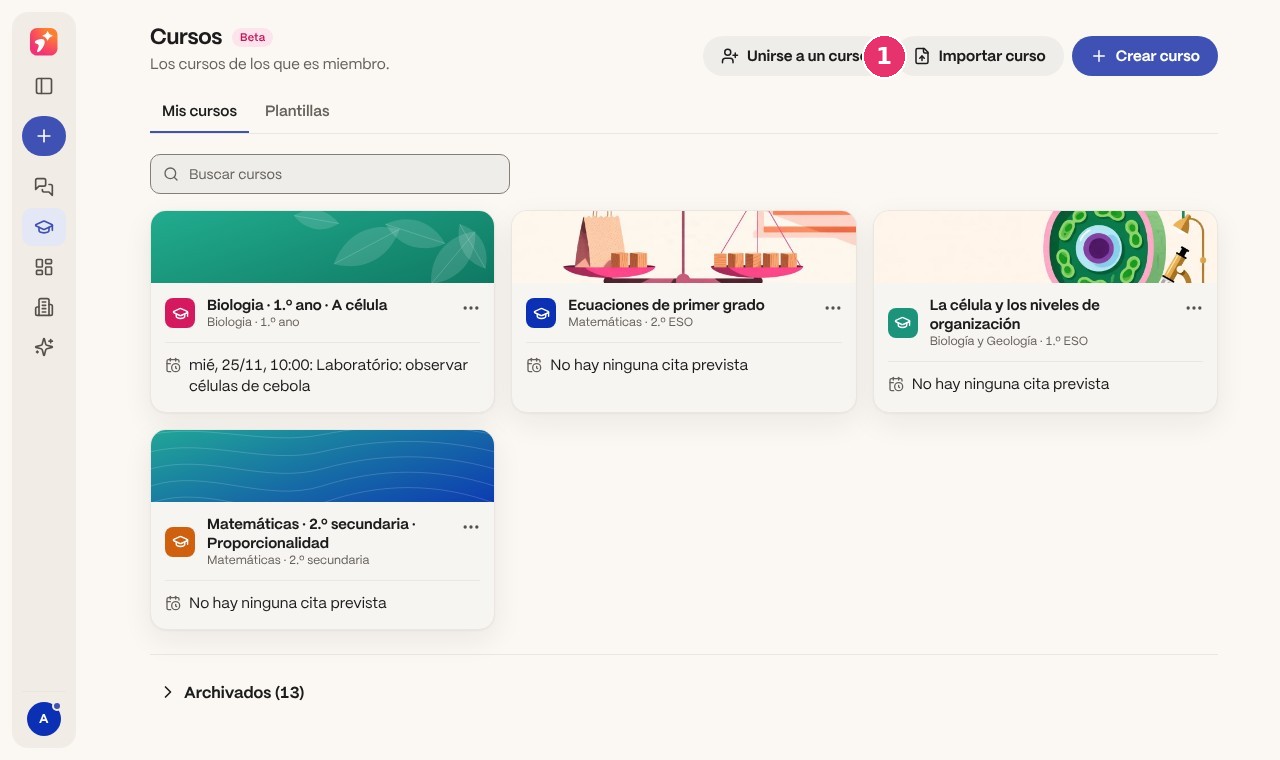 Cursos
Beta
Los cursos de los que es miembro.
Unirse a un curs
1
Importar curso
Crear curso
Mis cursos
Plantillas
Buscar cursos
Biologia · 1.º ano · A célula
Biologia · 1.º ano
mié, 25/11, 10:00: Laboratório: observar
células de cebola
Ecuaciones de primer grado
Matemáticas · 2.º ESO
No hay ninguna cita prevista
La célula y los niveles de
organización
Biología y Geología · 1.º ESO
No hay ninguna cita prevista
Matemáticas · 2.º secundaria ·
Proporcionalidad
Matemáticas · 2.º secundaria
No hay ninguna cita prevista
Archivados (13)
A